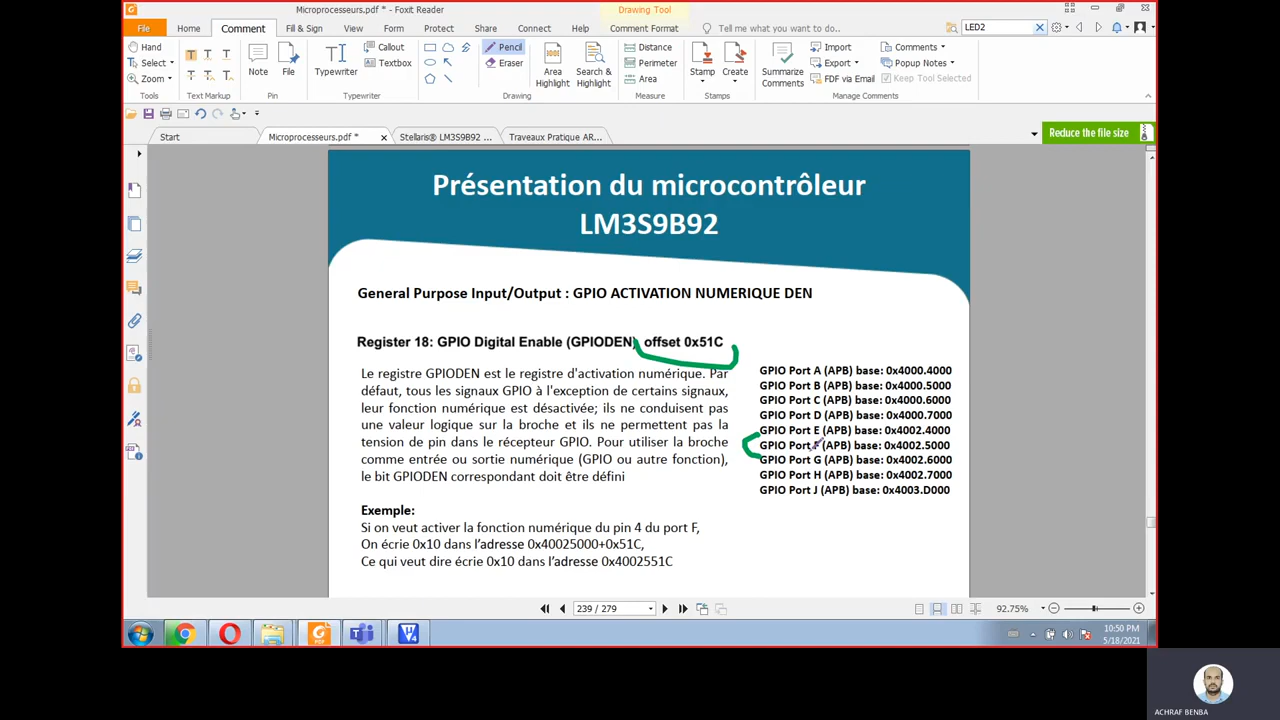 Microprocesseurs.pdf * - Foxit Reader
Drawing Tool
File Home Comment Fill & Sign View Form Protect Share Connect Help Comment Format Tell me what you want to do... LED2
Hand Select Zoom
Tools
Text Markup
Note File
Pin
Typewriter Callout Textbox
Typewriter
Pencil Eraser Area Highlight Search & Highlight
Drawing
Distance Perimeter Area
Measure
Stamp Create
Stamps
Summarize Comments Import Export FDF via Email Comments Popup Notes Keep Tool Selected
Manage Comments
Start Microprocesseurs.pdf * Stellaris® LM3S9B92 ... Traveaux Pratique AR...
Reduce the file size
Présentation du microcontrôleur
LM3S9B92
General Purpose Input/Output : GPIO ACTIVATION NUMERIQUE DEN
Register 18: GPIO Digital Enable (GPIODEN), offset 0x51C
Le registre GPIODEN est le registre d'activation numérique. Par
défaut, tous les signaux GPIO à l'exception de certains signaux,
leur fonction numérique est désactivée; ils ne conduisent pas
une valeur logique sur la broche et ils ne permettent pas la
tension de pin dans le récepteur GPIO. Pour utiliser la broche
comme entrée ou sortie numérique (GPIO ou autre fonction),
le bit GPIODEN correspondant doit être défini
GPIO Port A (APB) base: 0x4000.4000
GPIO Port B (APB) base: 0x4000.5000
GPIO Port C (APB) base: 0x4000.6000
GPIO Port D (APB) base: 0x4000.7000
GPIO Port E (APB) base: 0x4002.4000
GPIO Port F (APB) base: 0x4002.5000
GPIO Port G (APB) base: 0x4002.6000
GPIO Port H (APB) base: 0x4002.7000
GPIO Port J (APB) base: 0x4003.D000
Exemple:
Si on veut activer la fonction numérique du pin 4 du port F,
On écrie 0x10 dans l'adresse 0x40025000+0x51C,
Ce qui veut dire écrie 0x10 dans l'adresse 0x4002551C
239 / 279
92.75%
10:50 PM
5/18/2021
ACHRAF BENBA